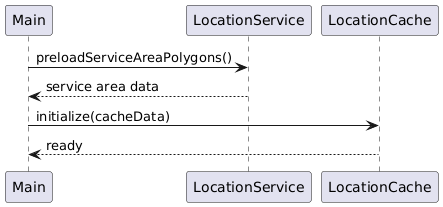 Main LocationService LocationCache
preloadServiceAreaPolygons()
service area data
initialize(cacheData)
ready
Main LocationService LocationCache